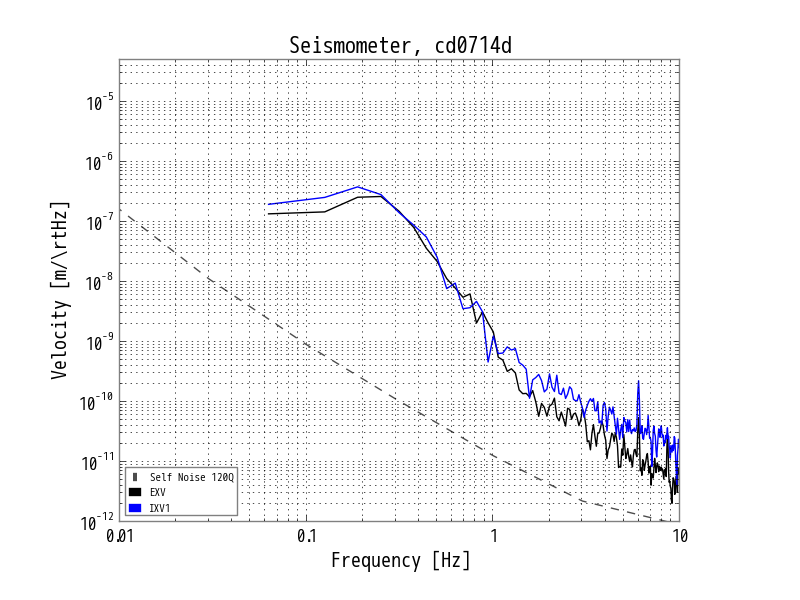 Seismometer, cd0714d
Velocity [m/\rtHz]
10^-5
10^-6
10^-7
10^-8
10^-9
10^-10
10^-11
10^-12
Self Noise 120Q
EXV
IXV1
0.01 0.1 1 10
Frequency [Hz]